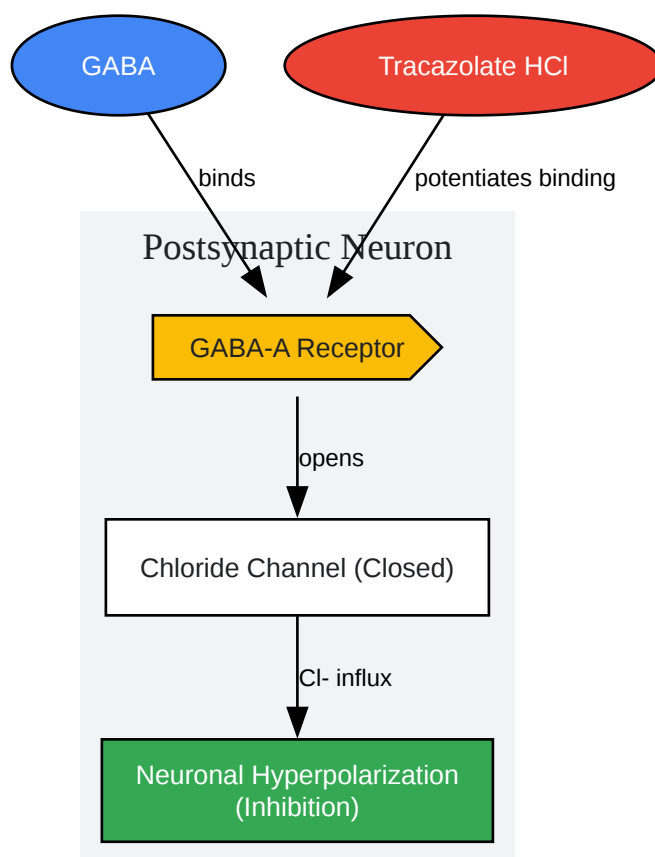 GABA
Tracazolate HCl
binds
potentiates binding
Postsynaptic Neuron
GABA-A Receptor
opens
Chloride Channel (Closed)
Cl- influx
Neuronal Hyperpolarization
(Inhibition)